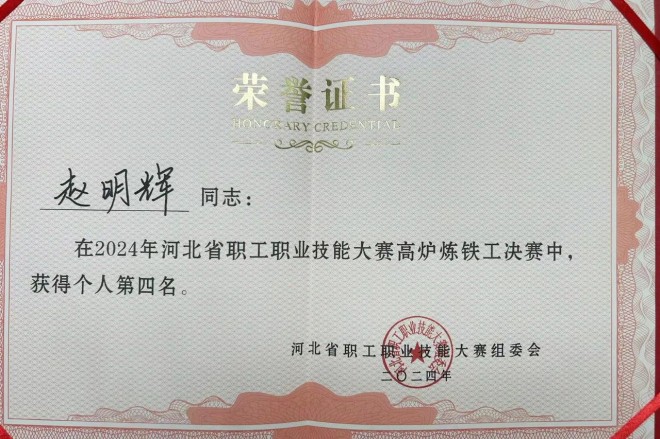 荣誉证书
HONORARY CREDENTIAL
赵明辉 同志:
在2024年河北省职工职业技能大赛高炉炼铁工决赛中,
获得个人第四名。
河北省职工职业技能大赛组委会
二〇二四年